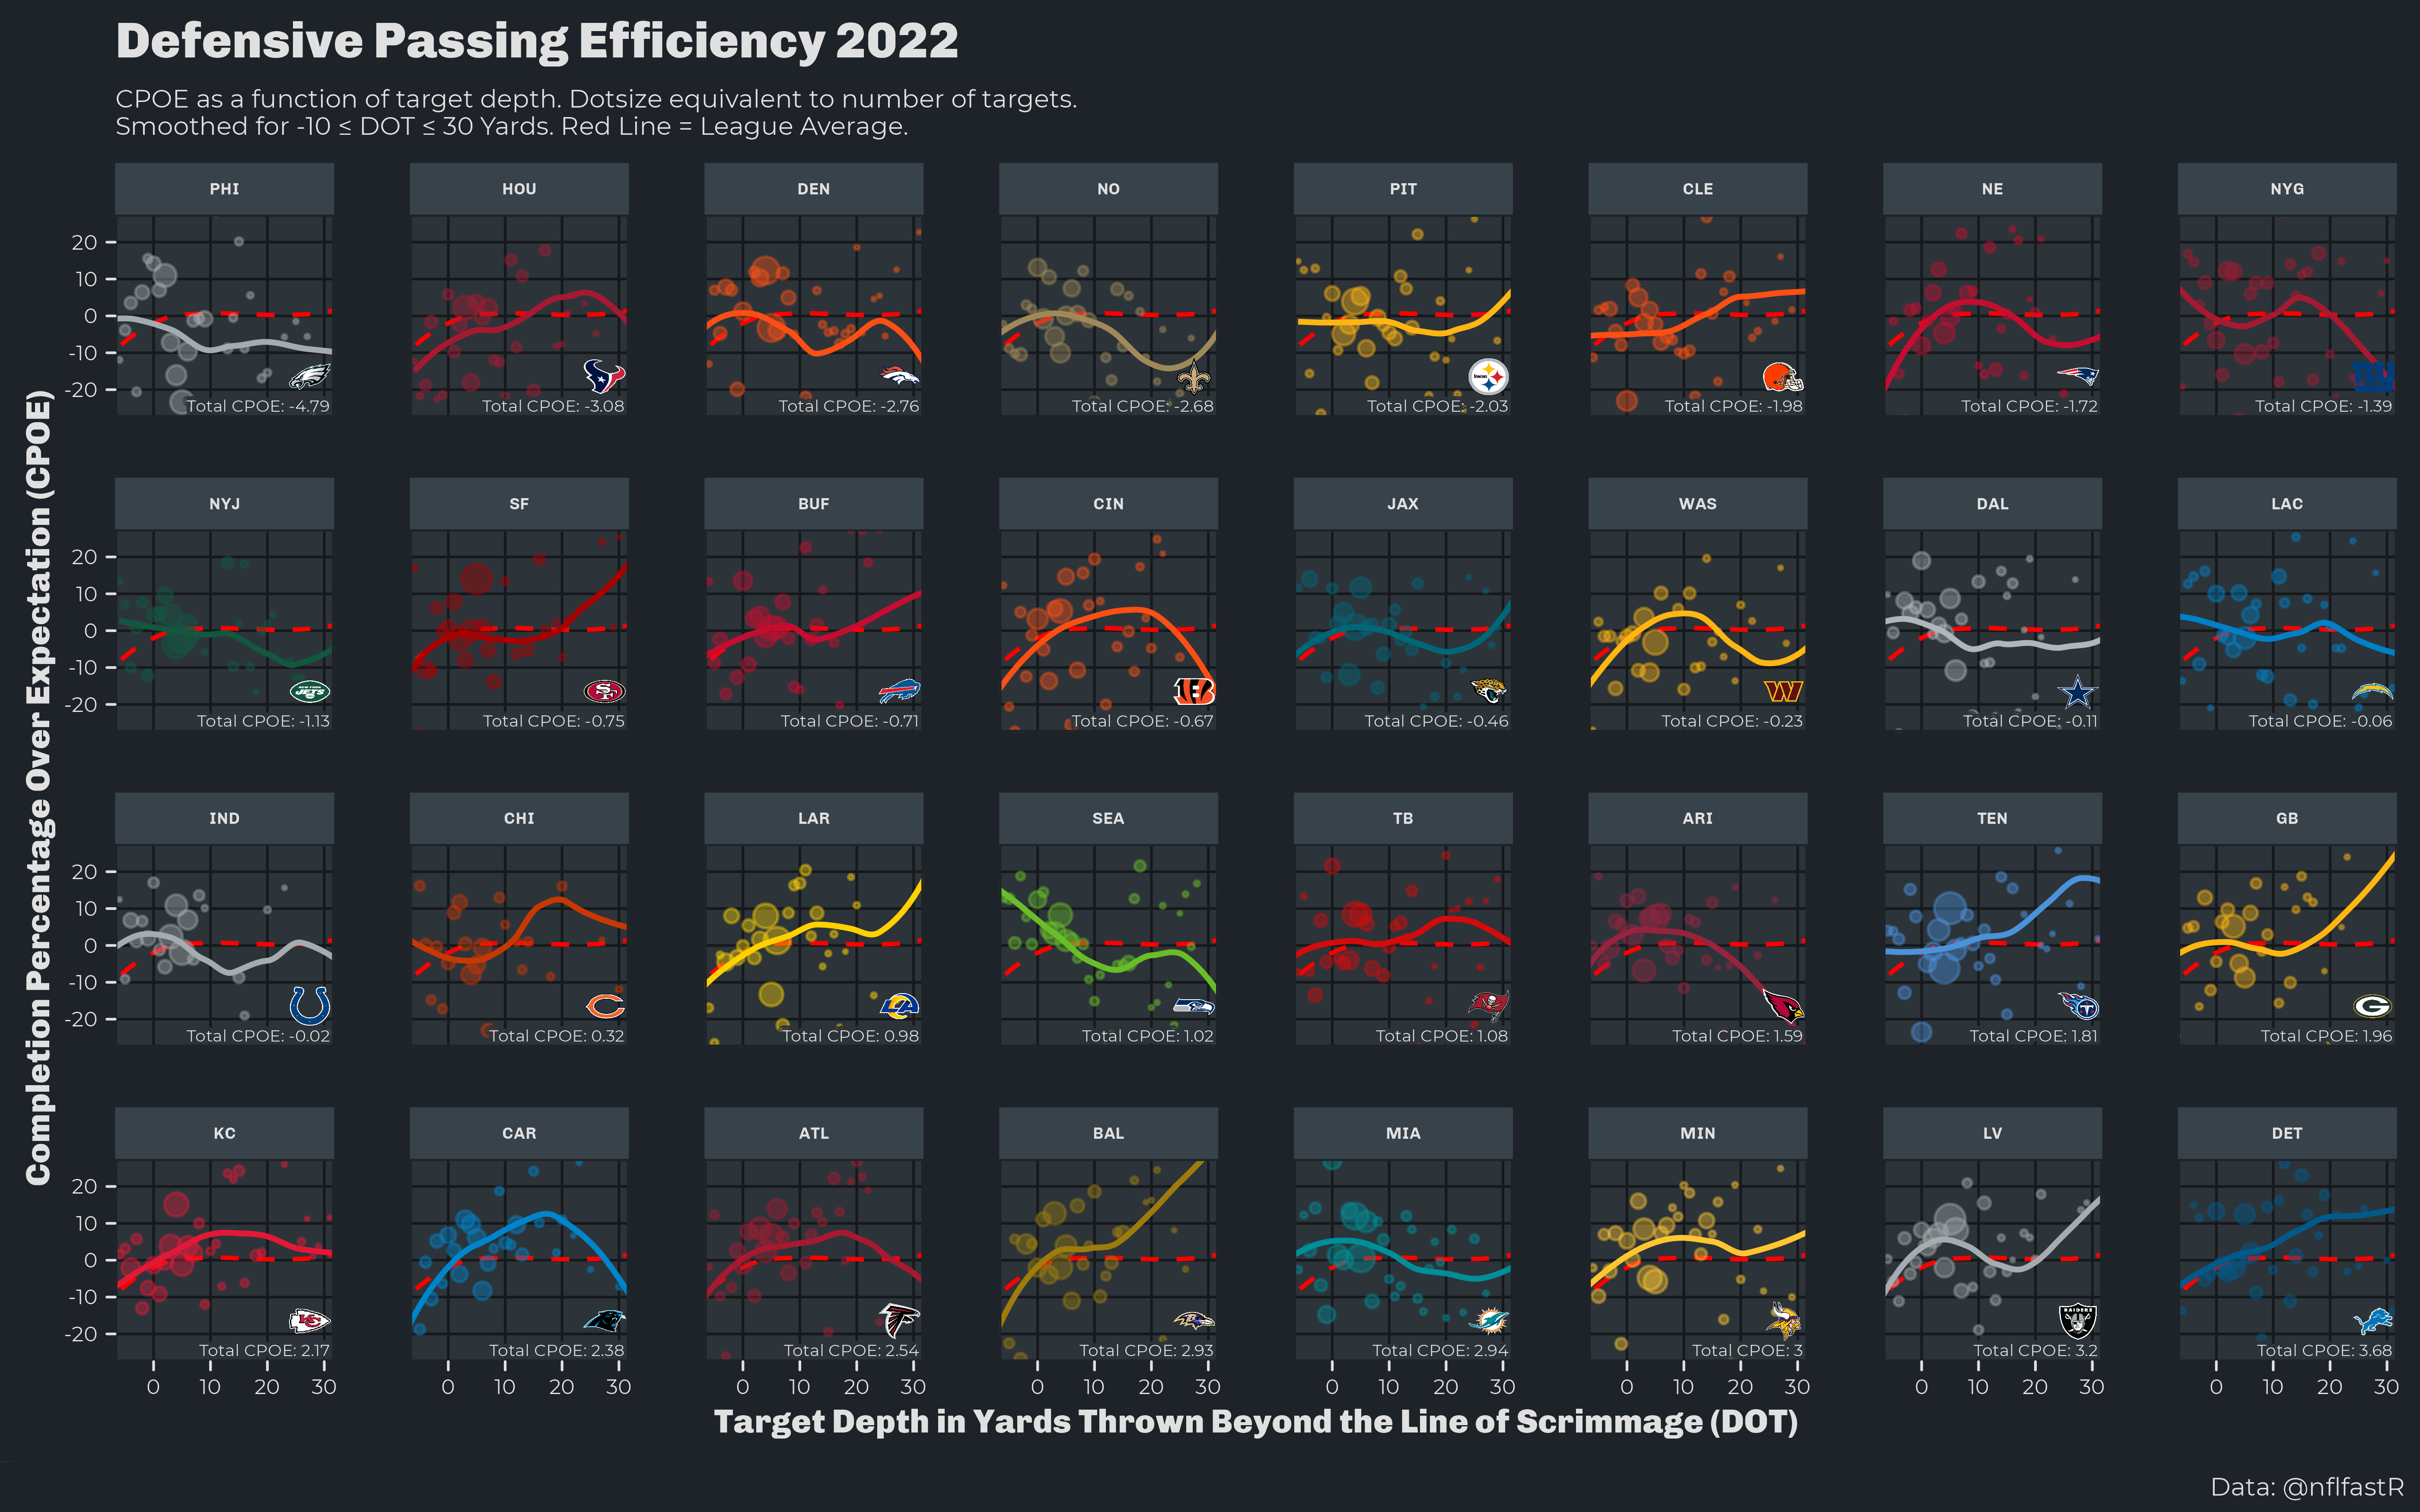 Defensive Passing Efficiency 2022
CPOE as a function of target depth. Dotsize equivalent to number of targets.
Smoothed for -10 ≤ DOT ≤ 30 Yards. Red Line = League Average.
Completion Percentage Over Expectation (CPOE)
PHI HOU DEN NO PIT CLE NE NYG
20
10
0
-10
-20
Steelers
NY
Total CPOE: -4.79 Total CPOE: -3.08 Total CPOE: -2.76 Total CPOE: -2.68 Total CPOE: -2.03 Total CPOE: -1.98 Total CPOE: -1.72 Total CPOE: -1.39
NYJ SF BUF CIN JAX WAS DAL LAC
20
10
0
-10
-20
NEW YORK
JETS SF B W
Total CPOE: -1.13 Total CPOE: -0.75 Total CPOE: -0.71 Total CPOE: -0.67 Total CPOE: -0.46 Total CPOE: -0.23 Total CPOE: -0.11 Total CPOE: -0.06
IND CHI LAR SEA TB ARI TEN GB
20
10
0
-10
-20
C LA T G
Total CPOE: -0.02 Total CPOE: 0.32 Total CPOE: 0.98 Total CPOE: 1.02 Total CPOE: 1.08 Total CPOE: 1.59 Total CPOE: 1.81 Total CPOE: 1.96
KC CAR ATL BAL MIA MIN LV DET
20
10
0
-10
-20
KC B RAIDERS
Total CPOE: 2.17 Total CPOE: 2.38 Total CPOE: 2.54 Total CPOE: 2.93 Total CPOE: 2.94 Total CPOE: 3 Total CPOE: 3.2 Total CPOE: 3.68
0 10 20 30 0 10 20 30 0 10 20 30 0 10 20 30 0 10 20 30 0 10 20 30 0 10 20 30 0 10 20 30
Target Depth in Yards Thrown Beyond the Line of Scrimmage (DOT)
Data: @nflfastR